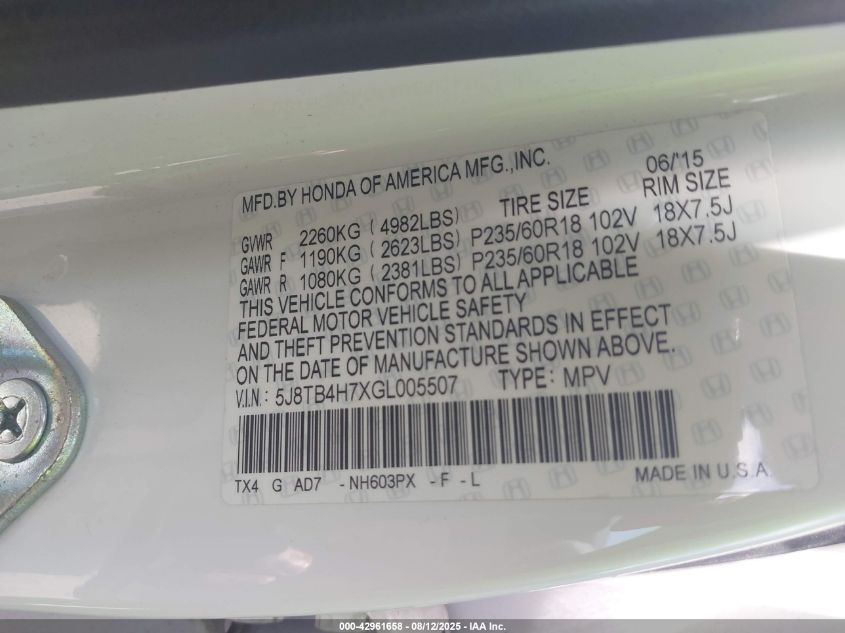 MFD.BY HONDA OF AMERICA MFG.,INC. 06/'15
TIRE SIZE RIM SIZE
GVWR 2260KG (4982LBS)
GAWR F 1190KG (2623LBS) P235/60R18 102V 18X7.5J
GAWR R 1080KG (2381LBS) P235/60R18 102V 18X7.5J
THIS VEHICLE CONFORMS TO ALL APPLICABLE
FEDERAL MOTOR VEHICLE SAFETY
AND THEFT PREVENTION STANDARDS IN EFFECT
ON THE DATE OF MANUFACTURE SHOWN ABOVE.
V.I.N: 5J8TB4H7XGL005507 TYPE: MPV
TX4 G AD7 -NH603PX -F -L MADE IN U.S.A.
000-42961658 - 08/12/2025 - IAA Inc.